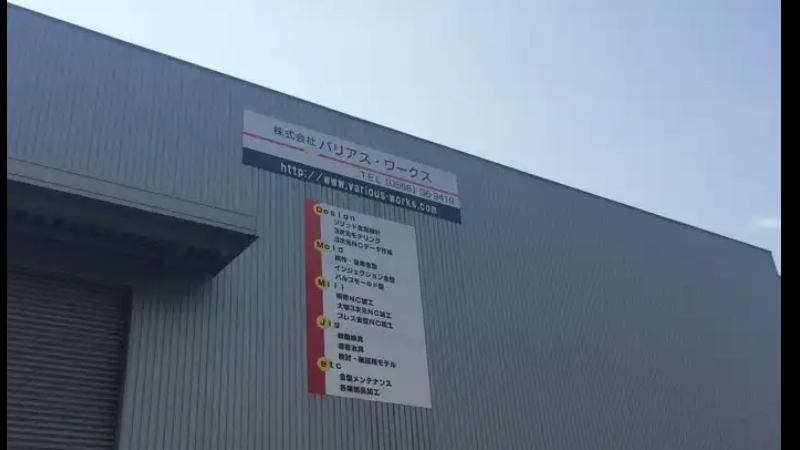 株式会社 バリアス・ワークス
TEL (0566) 36-9419
http://www.various-works.com
Design
ソリッド金型設計
3次元モデリング
3次元NCデータ作成
Mold
試作・量産金型
インジェクション金型
パルプモールド型
Mill
精密NC加工
大物3次元NC加工
プレス金型NC加工
Jig
樹脂検具
溶着治具
検討・確認用モデル
etc
金型メンテナンス
各種部品加工